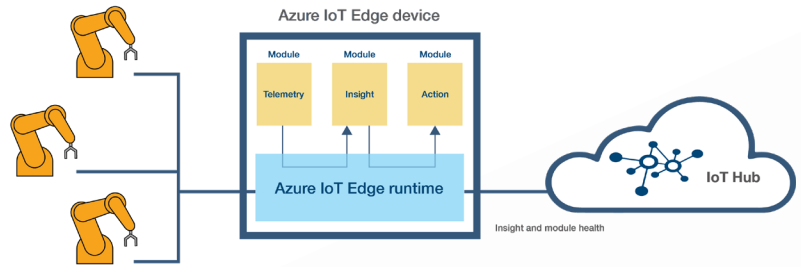 Azure IoT Edge device
Module Module Module
Telemetry Insight Action
Azure IoT Edge runtime
IoT Hub
Insight and module health